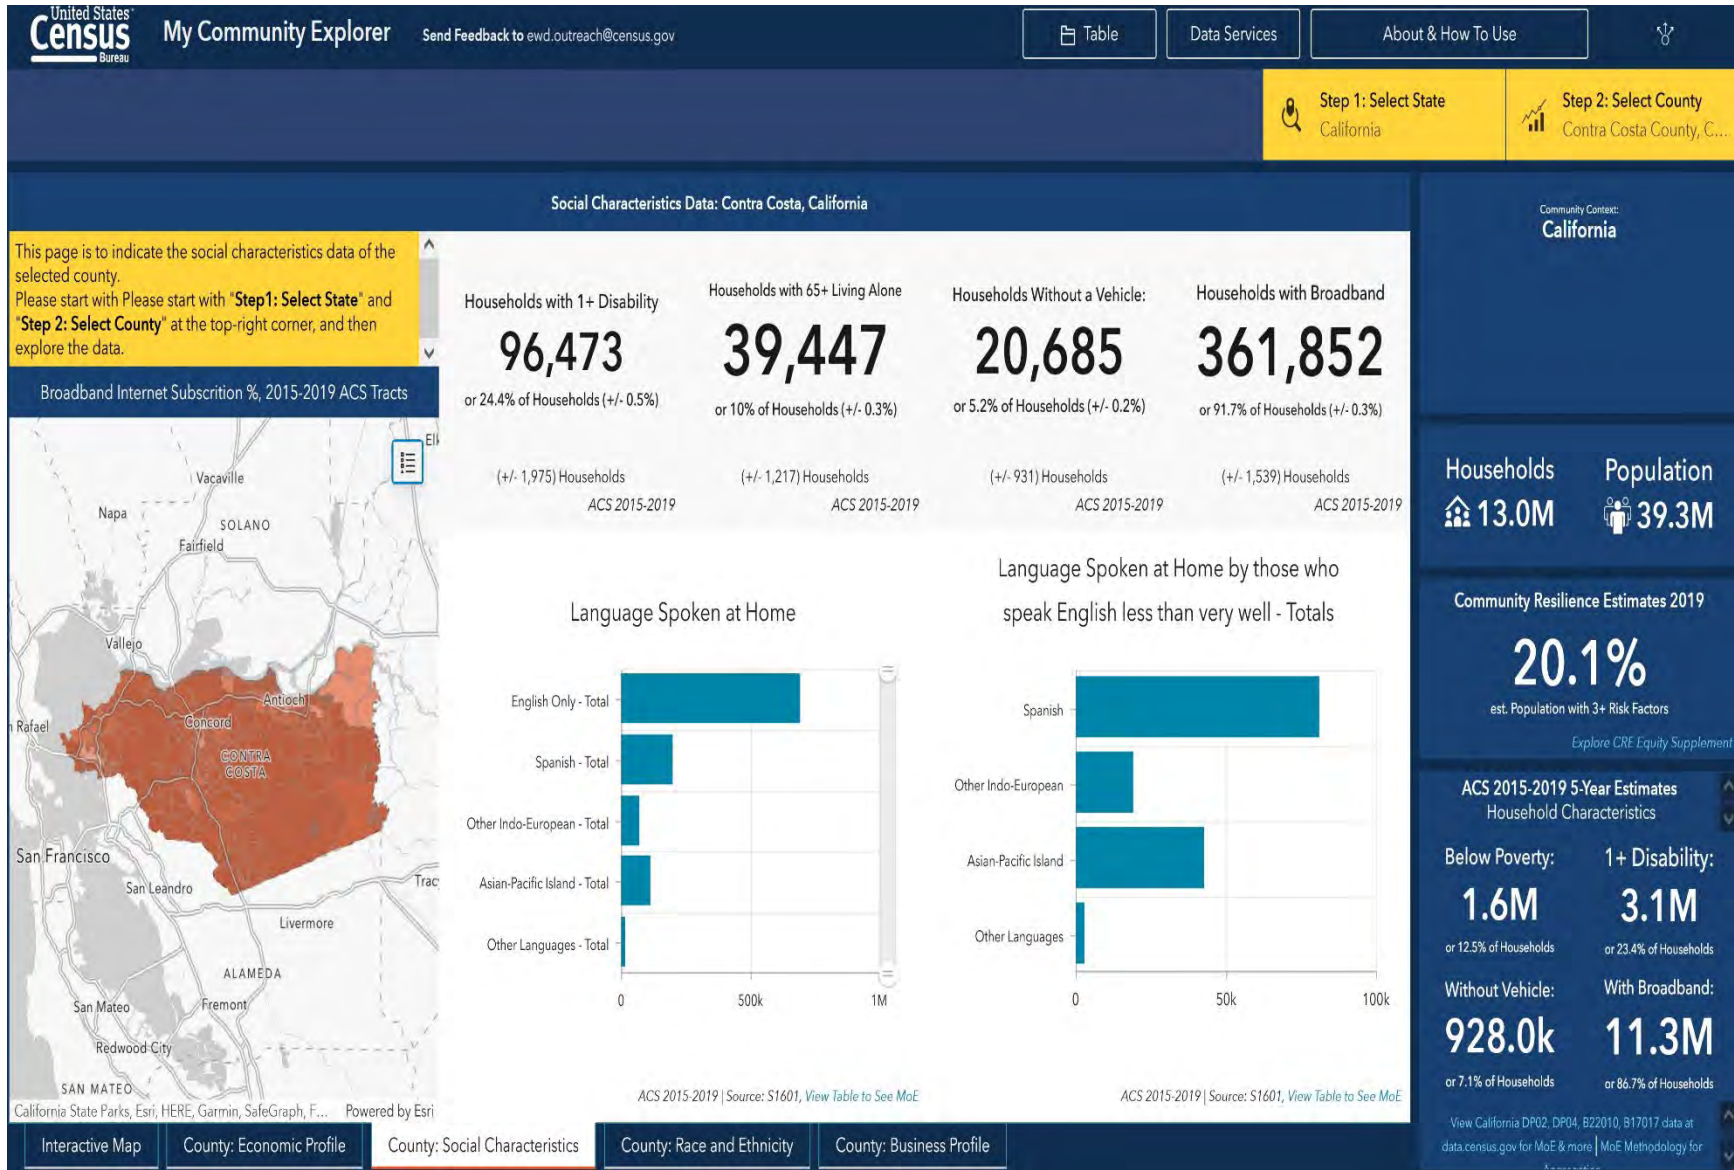 United States®
Census
Bureau
My Community Explorer
Send Feedback to ewd.outreach@census.gov
Table
Data Services
About & How To Use
Step 1: Select State
California
Step 2: Select County
Contra Costa County, C...
Social Characteristics Data: Contra Costa, California
This page is to indicate the social characteristics data of the
selected county.
Please start with Please start with "Step1: Select State" and
"Step 2: Select County" at the top-right corner, and then
explore the data.
Broadband Internet Subscrition %, 2015-2019 ACS Tracts
Elk
Vacaville
Napa
SOLANO
Fairfield
Vallejo
Antioch
n Rafael
Concord
CONTRA
COSTA
San Francisco
San Leandro
Trac
Livermore
ALAMEDA
San Mateo
Fremont
Redwood City
SAN MATEO
California State Parks, Esri, HERE, Garmin, SafeGraph, F...
Powered by Esri
Households with 1+ Disability
96,473
or 24.4% of Households (+/- 0.5%)
(+/- 1,975) Households
ACS 2015-2019
Households with 65+ Living Alone
39,447
or 10% of Households (+/- 0.3%)
(+/- 1,217) Households
ACS 2015-2019
Households Without a Vehicle:
20,685
or 5.2% of Households (+/- 0.2%)
(+/- 931) Households
ACS 2015-2019
Households with Broadband
361,852
or 91.7% of Households (+/- 0.3%)
(+/- 1,539) Households
ACS 2015-2019
Language Spoken at Home
English Only - Total
Spanish - Total
Other Indo-European - Total
Asian-Pacific Island - Total
Other Languages - Total
0
500k
1M
ACS 2015-2019 | Source: S1601, View Table to See MoE
Language Spoken at Home by those who
speak English less than very well - Totals
Spanish
Other Indo-European
Asian-Pacific Island
Other Languages
0
50k
100k
ACS 2015-2019 | Source: S1601, View Table to See MoE
Community Context:
California
Households
13.0M
Population
39.3M
Community Resilience Estimates 2019
20.1%
est. Population with 3+ Risk Factors
Explore CRE Equity Supplement
ACS 2015-2019 5-Year Estimates
Household Characteristics
Below Poverty:
1.6M
or 12.5% of Households
1+ Disability:
3.1M
or 23.4% of Households
Without Vehicle:
928.0k
or 7.1% of Households
With Broadband:
11.3M
or 86.7% of Households
View California DP02, DP04, B22010, B17017 data at
data.census.gov for MoE & more | MoE Methodology for
Interactive Map
County: Economic Profile
County: Social Characteristics
County: Race and Ethnicity
County: Business Profile